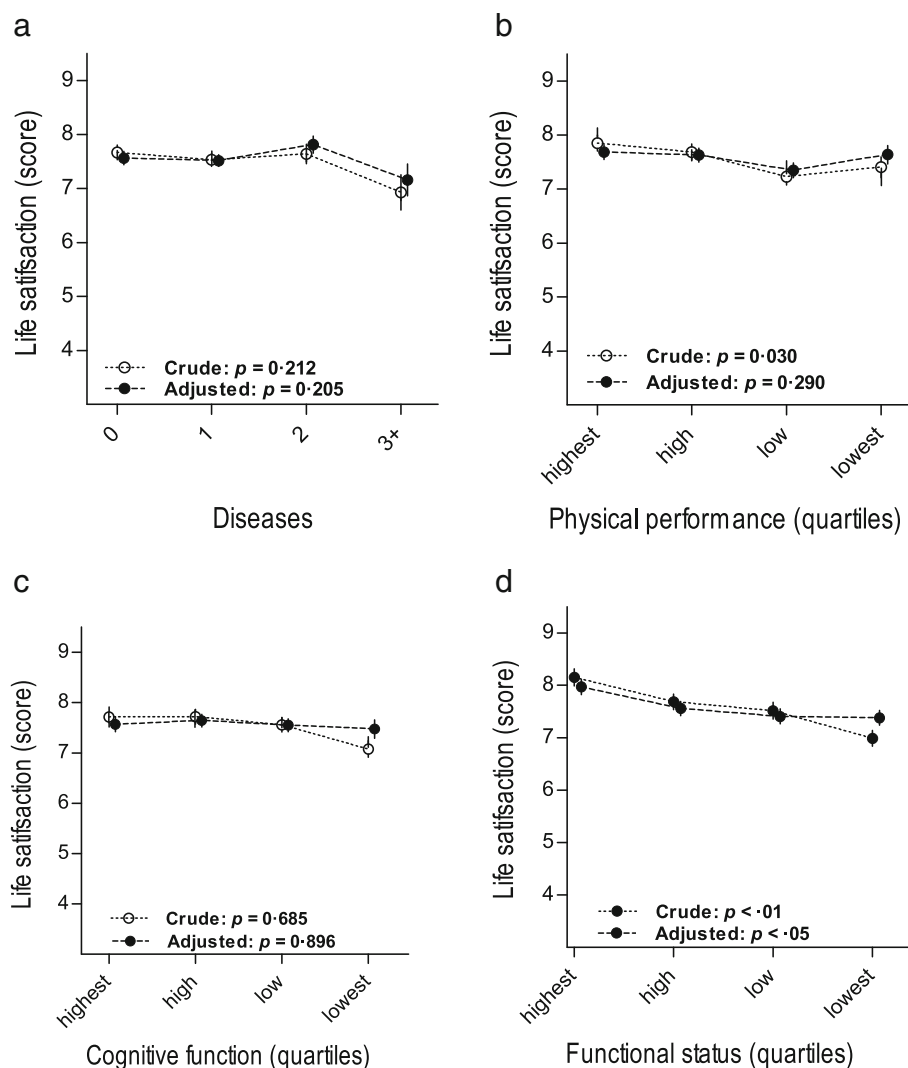 a
Life satifsaction (score)
9
8
7
6
5
4
Crude: p = 0·212
Adjusted: p = 0·205
0
1
2
3+
Diseases
b
Life satifsaction (score)
9
8
7
6
5
4
Crude: p = 0·030
Adjusted: p = 0·290
highest
high
low
lowest
Physical performance (quartiles)
c
Life satifsaction (score)
9
8
7
6
5
4
Crude: p = 0·685
Adjusted: p = 0·896
highest
high
low
lowest
Cognitive function (quartiles)
d
Life satifsaction (score)
9
8
7
6
5
4
Crude: p < ·01
Adjusted: p < ·05
highest
high
low
lowest
Functional status (quartiles)